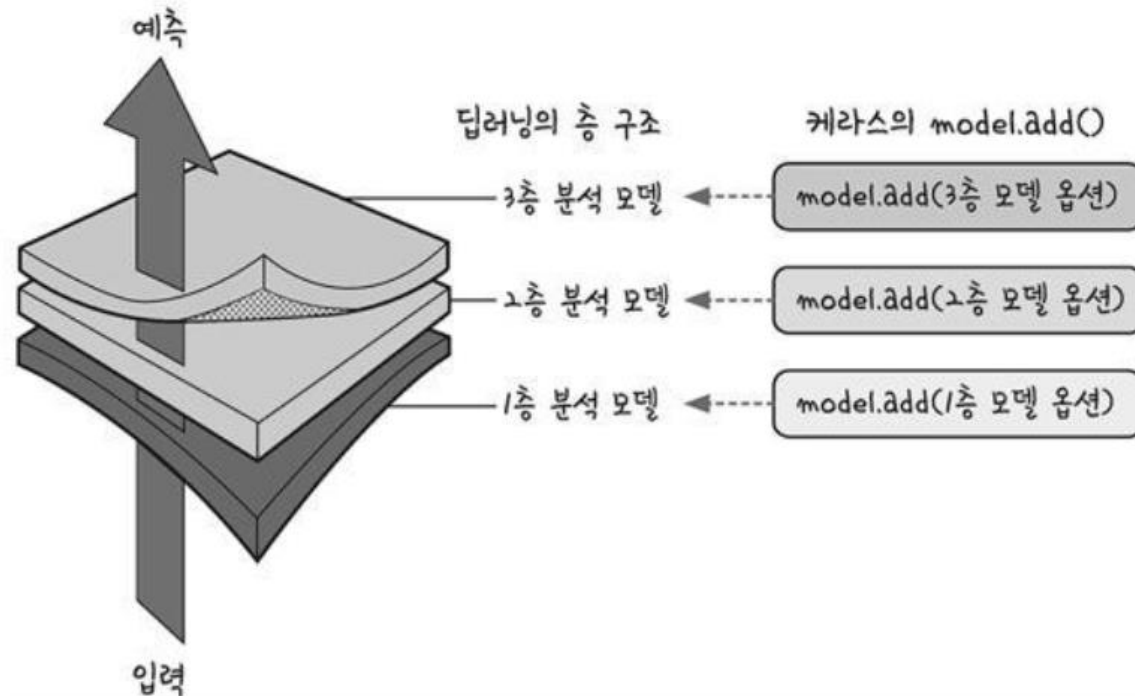 예측
딥러닝의 층 구조
케라스의 model.add()
3층 분석 모델
model.add(3층 모델 옵션)
2층 분석 모델
model.add(2층 모델 옵션)
1층 분석 모델
model.add(1층 모델 옵션)
입력